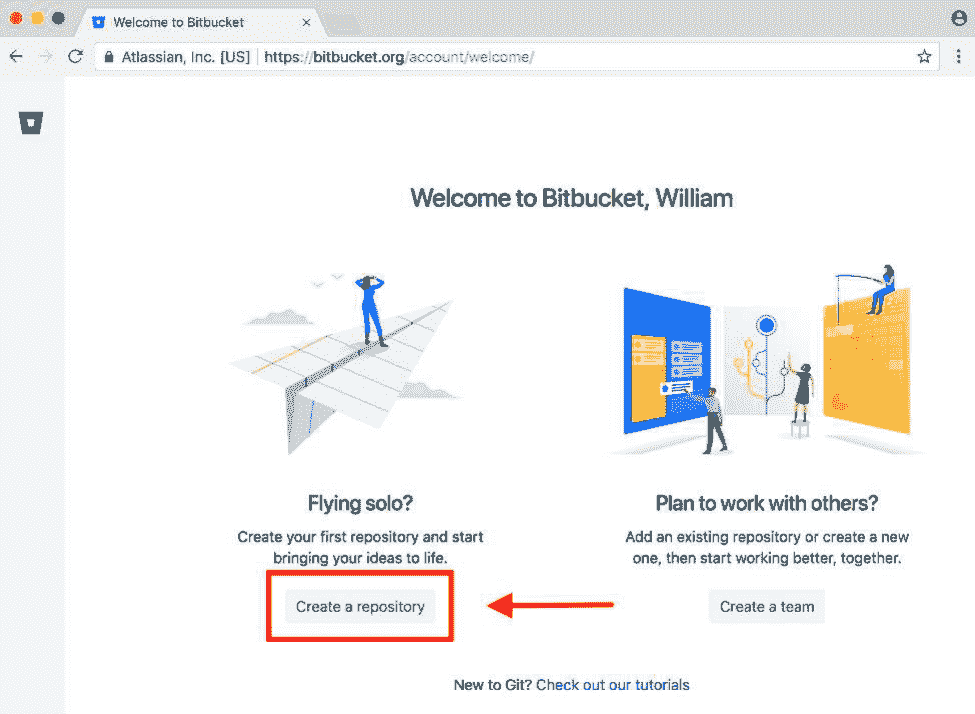 Welcome to Bitbucket
Atlassian, Inc. [US] https://bitbucket.org/account/welcome/
Welcome to Bitbucket, William
Flying solo?
Create your first repository and start
bringing your ideas to life.
Create a repository
Plan to work with others?
Add an existing repository or create a new
one, then start working better, together.
Create a team
New to Git? Check out our tutorials